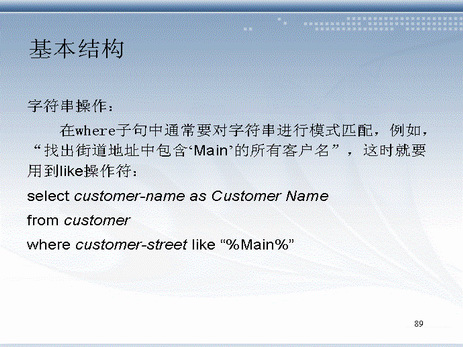 基本结构
字符串操作：
在where子句中通常要对字符串进行模式匹配，例如，
“找出街道地址中包含‘Main’的所有客户名”，这时就要
用到like操作符：
select customer-name as Customer Name
from customer
where customer-street like “%Main%”
89